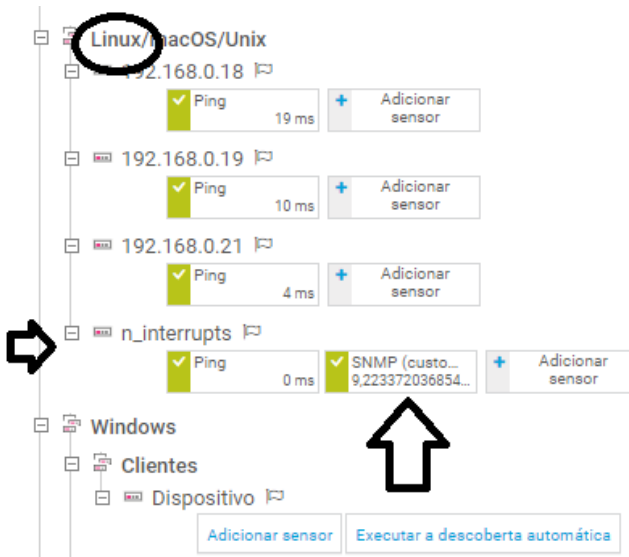 Linux/macOS/Unix
192.168.0.18
Ping
19 ms
+ Adicionar sensor
192.168.0.19
Ping
10 ms
+ Adicionar sensor
192.168.0.21
Ping
4 ms
+ Adicionar sensor
n_interrupts
Ping
0 ms
SNMP (custo...
9,223372036854...
+ Adicionar sensor
Windows
Clientes
Dispositivo
Adicionar sensor
Executar a descoberta automática